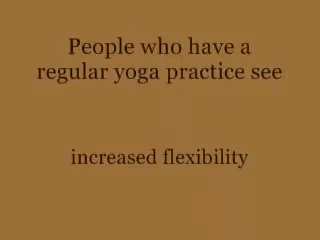 People who have a
regular yoga practice see
increased flexibility